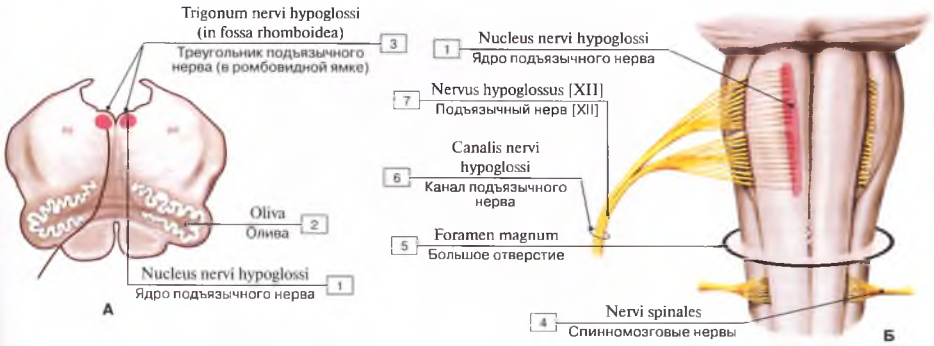 Trigonum nervi hypoglossi
(in fossa rhomboidea)
3
Треугольник подъязычного
нерва (в ромбовидной ямке)
Oliva
2
Олива
Nucleus nervi hypoglossi
1
Ядро подъязычного нерва
А
1
Nucleus nervi hypoglossi
Ядро подъязычного нерва
7
Nervus hypoglossus [XII]
Подъязычный нерв [XII]
Canalis nervi
hypoglossi
6
Канал подъязычного
нерва
5
Foramen magnum
Большое отверстие
4
Nervi spinales
Спинномозговые нервы
Б